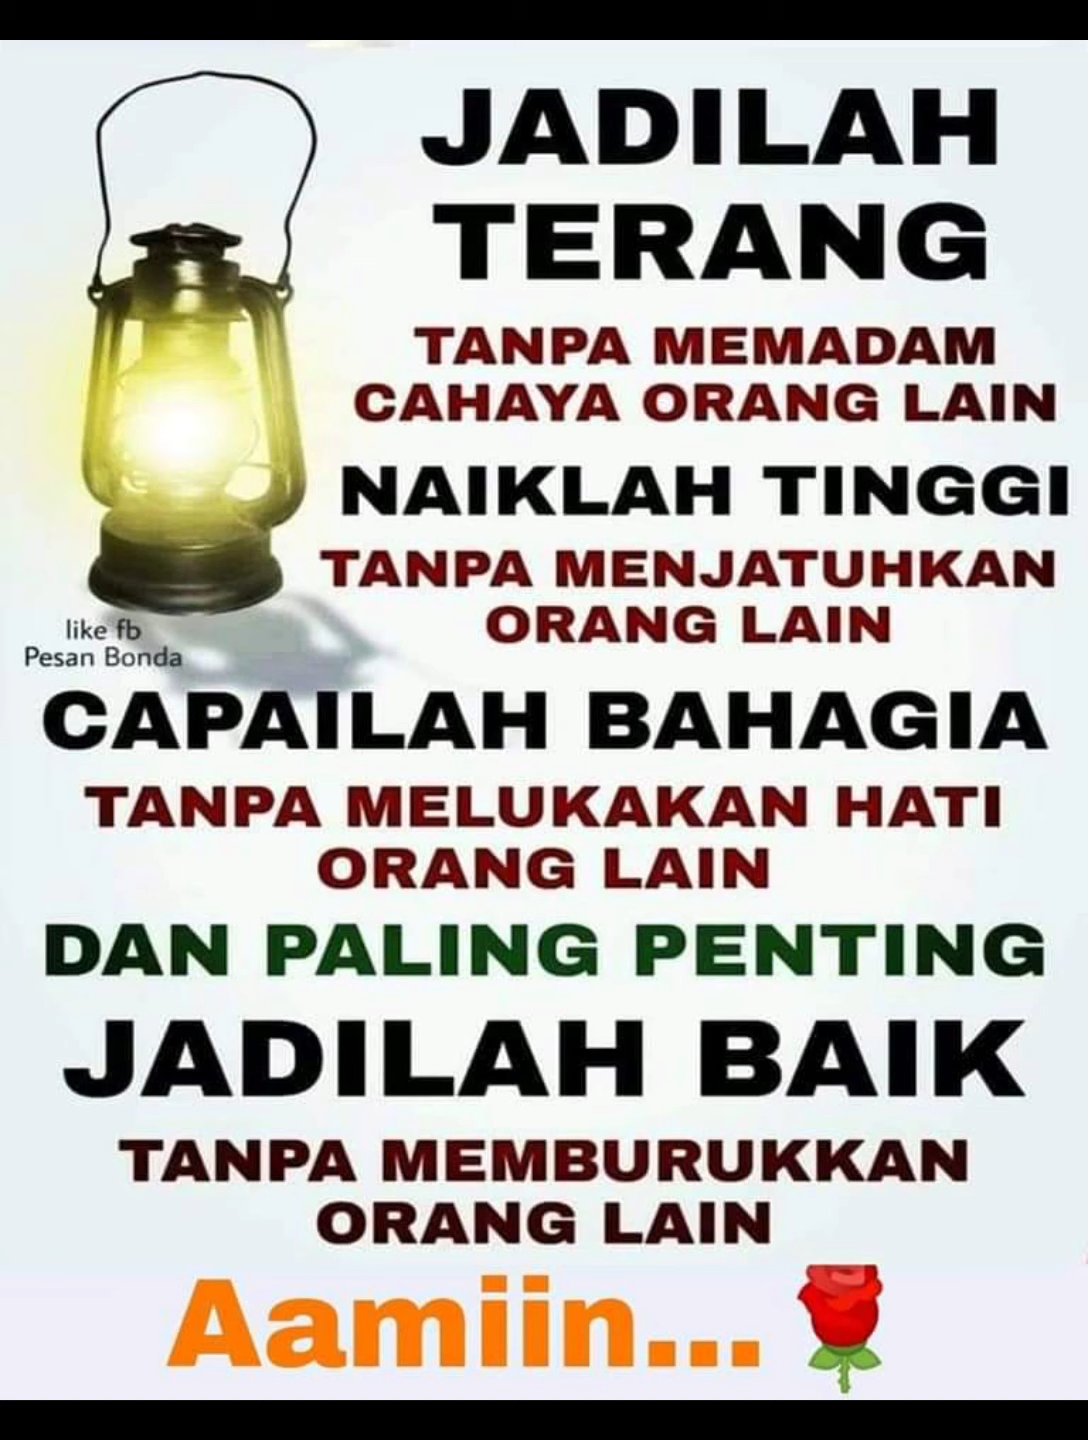 JADILAH
TERANG
TANPA MEMADAM
CAHAYA ORANG LAIN
NAIKLAH TINGGI
TANPA MENJATUHKAN
ORANG LAIN
like fb
Pesan Bonda
CAPAILAH BAHAGIA
TANPA MELUKAKAN HATI
ORANG LAIN
DAN PALING PENTING
JADILAH BAIK
TANPA MEMBURUKKAN
ORANG LAIN
Aamiin...